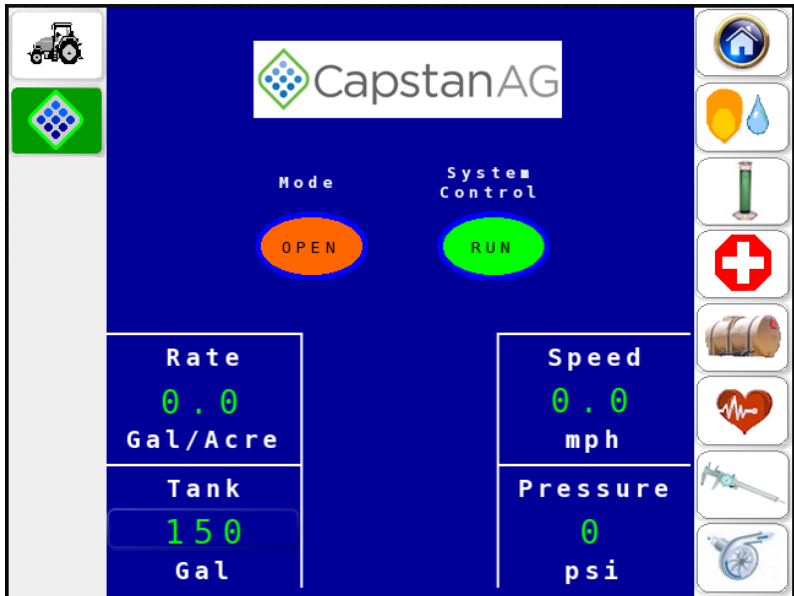 CapstanAG
Mode
System
Control
OPEN
RUN
Rate
0.0
Gal/Acre
Speed
0.0
mph
Tank
150
Gal
Pressure
0
psi